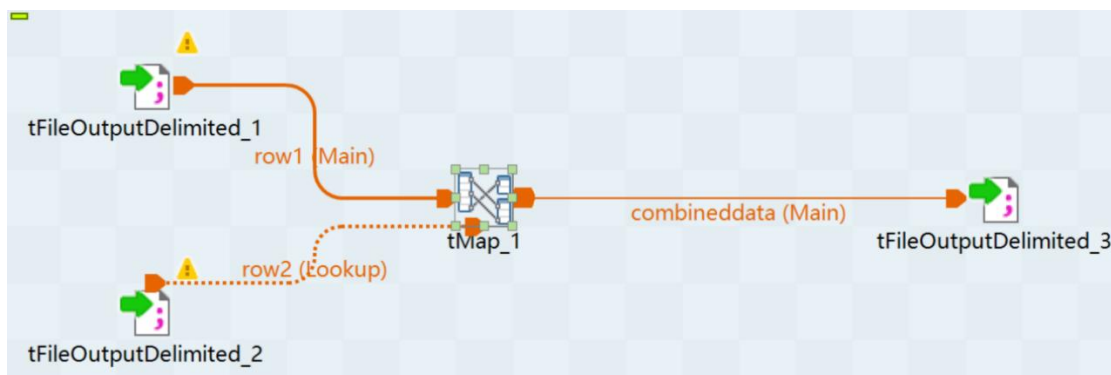 tFileOutputDelimited_1
row1 (Main)
combineddata (Main)
tMap_1
tFileOutputDelimited_3
row2 (Lookup)
tFileOutputDelimited_2